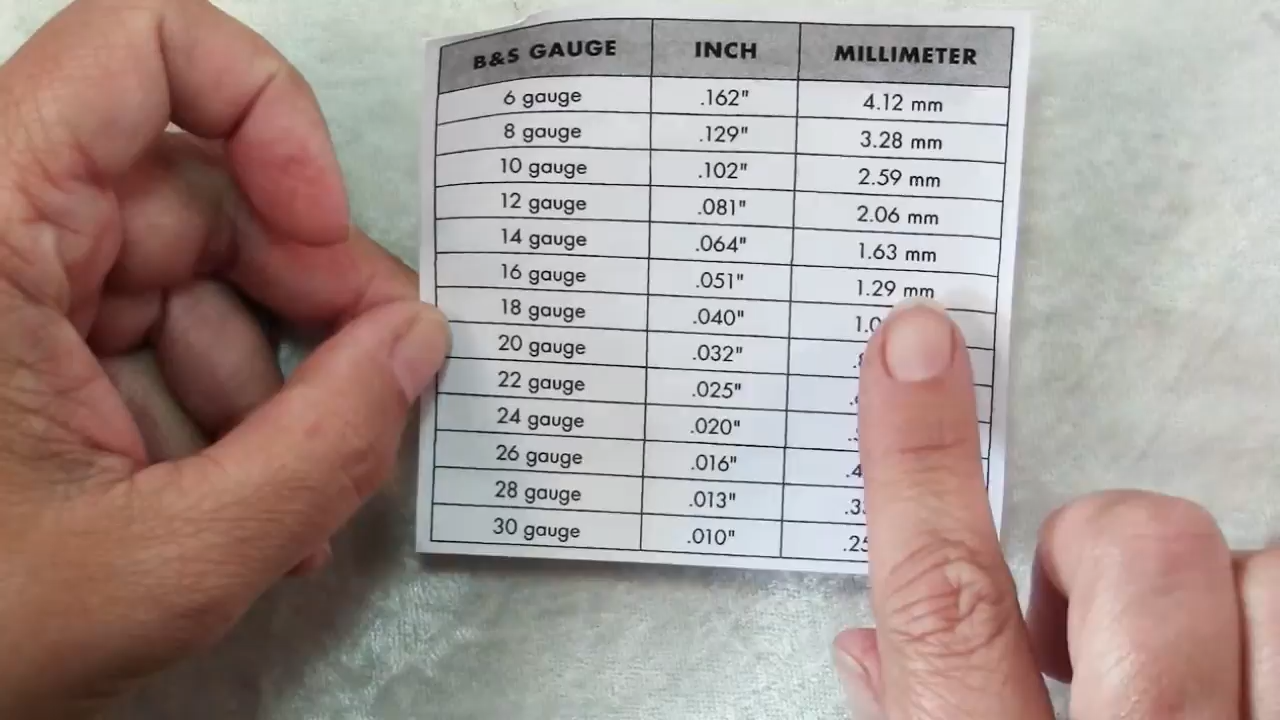 B&S GAUGE INCH MILLIMETER
6 gauge .162" 4.12 mm
8 gauge .129" 3.28 mm
10 gauge .102" 2.59 mm
12 gauge .081" 2.06 mm
14 gauge .064" 1.63 mm
16 gauge .051" 1.29 mm
18 gauge .040"
20 gauge .032"
22 gauge .025"
24 gauge .020"
26 gauge .016"
28 gauge .013"
30 gauge .010"